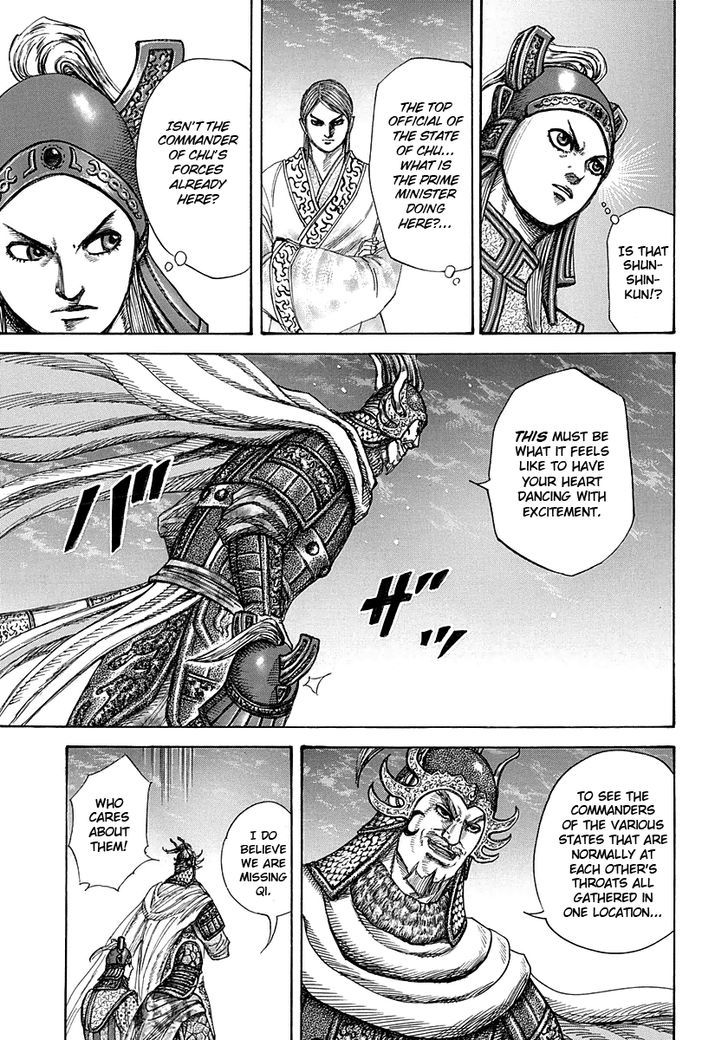 IS THAT
SHUN-
SHIN-
KUN!?
THE TOP
OFFICIAL
OF THE
STATE OF
CHU...
WHAT IS
THE PRIME
MINISTER
DOING
HERE?...
ISN'T THE
COMMANDER
OF CHU'S
FORCES
ALREADY
HERE?
THIS MUST BE
WHAT IT FEELS
LIKE TO HAVE
YOUR HEART
DANCING WITH
EXCITEMENT.
ザッ
TO SEE THE
COMMANDERS
OF THE VARIOUS
STATES THAT ARE
NORMALLY AT
EACH OTHER'S
THROATS ALL
GATHERED IN
ONE LOCATION...
I DO
BELIEVE
WE ARE
MISSING
QI.
WHO
CARES
ABOUT
THEM!